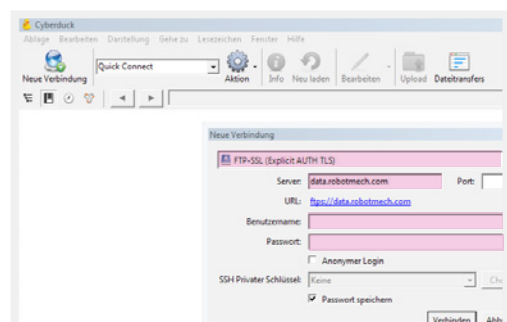 Cyberduck
Ablage Bearbeiten Darstellung Gehe zu Lesezeichen Fenster Hilfe
Neue Verbindung Quick Connect Aktion Info Neu laden Bearbeiten Upload Dateitransfers
Neue Verbindung
FTP-SSL (Explicit AUTH TLS)
Server: data.robotmech.com Port:
URL: ftps://data.robotmech.com
Benutzername:
Passwort:
Anonymer Login
SSH Privater Schlüssel: Keine
Passwort speichern
Verbinden